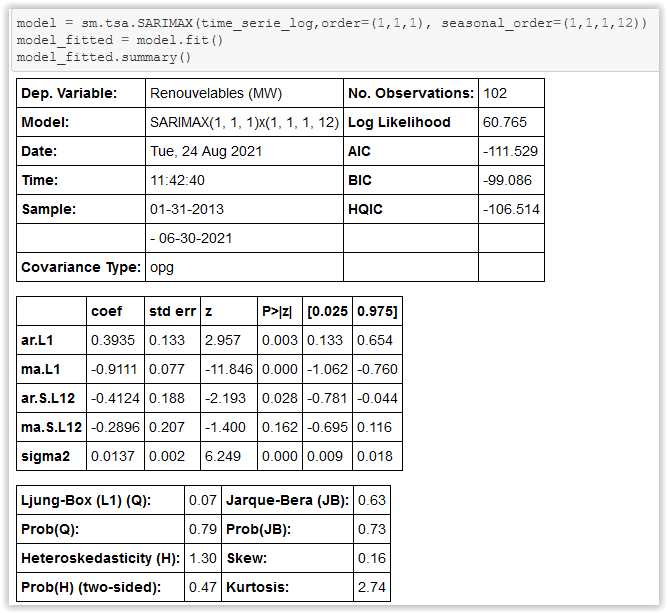 model = sm.tsa.SARIMAX(time_serie_log,order=(1,1,1), seasonal_order=(1,1,1,12))
model_fitted = model.fit()
model_fitted.summary()
Dep. Variable: Renouvelables (MW) No. Observations: 102
Model: SARIMAX(1, 1, 1)x(1, 1, 1, 12) Log Likelihood 60.765
Date: Tue, 24 Aug 2021 AIC -111.529
Time: 11:42:40 BIC -99.086
Sample: 01-31-2013 HQIC -106.514
- 06-30-2021
Covariance Type: opg
coef std err z P>|z| [0.025 0.975]
ar.L1 0.3935 0.133 2.957 0.003 0.133 0.654
ma.L1 -0.9111 0.077 -11.846 0.000 -1.062 -0.760
ar.S.L12 -0.4124 0.188 -2.193 0.028 -0.781 -0.044
ma.S.L12 -0.2896 0.207 -1.400 0.162 -0.695 0.116
sigma2 0.0137 0.002 6.249 0.000 0.009 0.018
Ljung-Box (L1) (Q): 0.07 Jarque-Bera (JB): 0.63
Prob(Q): 0.79 Prob(JB): 0.73
Heteroskedasticity (H): 1.30 Skew: 0.16
Prob(H) (two-sided): 0.47 Kurtosis: 2.74